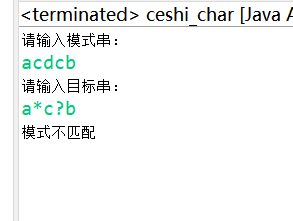 <terminated> ceshi_char [Java A
请输入模式串:
acdcb
请输入目标串:
a*c?b
模式不匹配